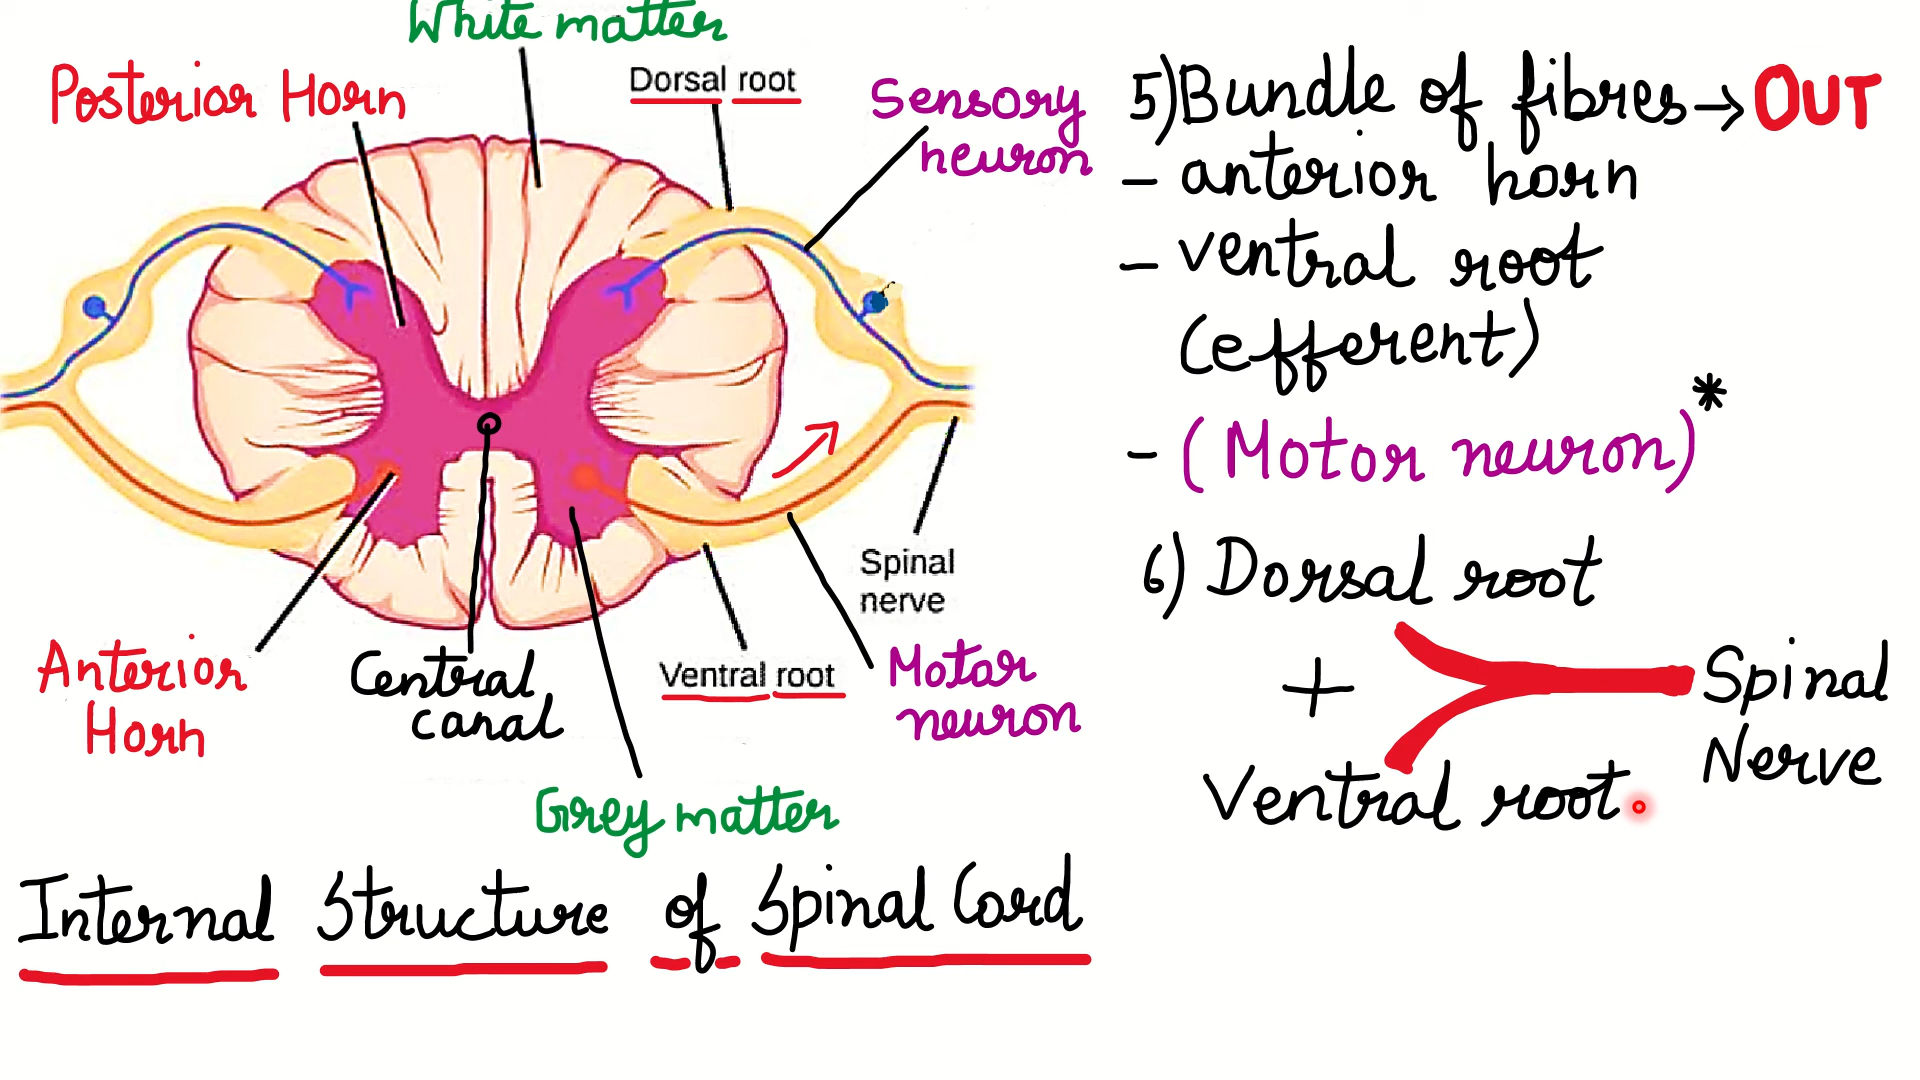 White matter
Posterior Horn
Dorsal root
Sensory
neuron
Spinal
nerve
Anterior
Horn
Central
canal
Ventral root
Motor
neuron
Grey matter
Internal Structure of Spinal Cord
5) Bundle of fibres → OUT
- anterior horn
- ventral root
(efferent)
- (Motor neuron)*
6) Dorsal root
+
Spinal
Nerve
Ventral root